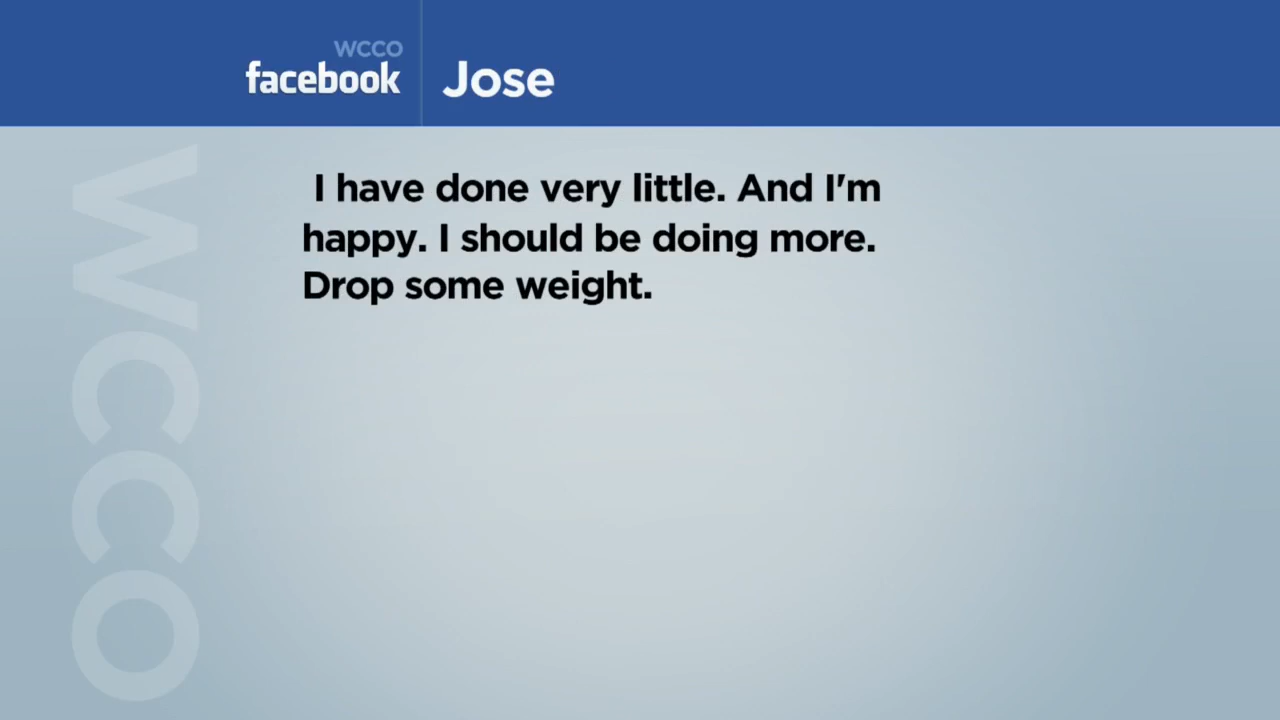 WCCO
facebook
Jose
I have done very little. And I'm
happy. I should be doing more.
Drop some weight.
WCCO